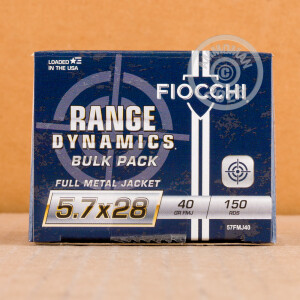 LOADED IN THE USA
FIOCCHI
RANGE
DYNAMICS
BULK PACK
FULL METAL JACKET
5.7x28
40
GR FMJ
150
RDS
57FMJ40